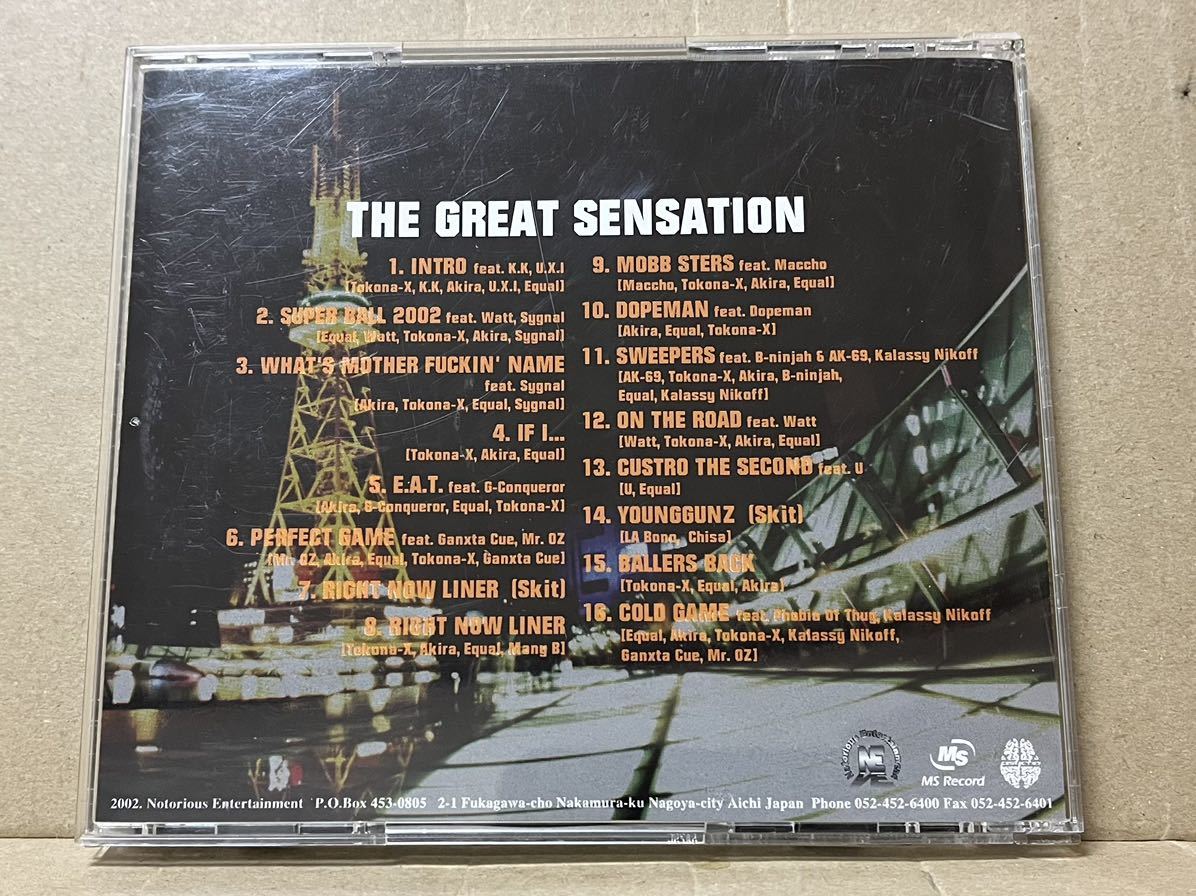 THE GREAT SENSATION
1. INTRO feat. K.K, U.X.I
[Tokona-X, K.K, Akira, U.X.I, Equal]
2. SUPER BALL 2002 feat. Watt, Sygnal
[Equal, Watt, Tokona-X, Akira, Sygnal]
3. WHAT'S MOTHER FUCKIN' NAME
feat. Sygnal
[Akira, Tokona-X, Equal, Sygnal]
4. IF I...
[Tokona-X, Akira, Equal]
5. E.A.T. feat. G-Conqueror
[Akira, G-Conqueror, Equal, Tokona-X]
6. PERFECT GAME feat. Ganxta Cue, Mr. OZ
[Mr. OZ, Akira, Equal, Tokona-X, Ganxta Cue]
7. RIGHT NOW LINER (Skit)
8. RIGHT NOW LINER
[Tokona-X, Akira, Equal, Mang B]
9. MOBB STERS feat. Maccho
[Maccho, Tokona-X, Akira, Equal]
10. DOPEMAN feat. Dopeman
[Akira, Equal, Tokona-X]
11. SWEEPERS feat. B-ninjah & AK-69, Kalassy Nikoff
[AK-69, Tokona-X, Akira, B-ninjah,
Equal, Kalassy Nikoff]
12. ON THE ROAD feat. Watt
[Watt, Tokona-X, Akira, Equal]
13. CUSTRO THE SECOND feat. U
[U, Equal]
14. YOUNGGUNZ (Skit)
[LA Bono, Chisa]
15. BALLERS BACK
[Tokona-X, Equal, Akira]
16. COLD GAME feat. Phobia Of Thug, Kalassy Nikoff
[Equal, Akira, Tokona-X, Kalassy Nikoff,
Ganxta Cue, Mr. OZ]
Notorious Entertainment
NE
MS
MS Record
2002. Notorious Entertainment P.O.Box 453-0805 2-1 Fukagawa-cho Nakamura-ku Nagoya-city Aichi Japan Phone 052-452-6400 Fax 052-452-6401
JAPAN